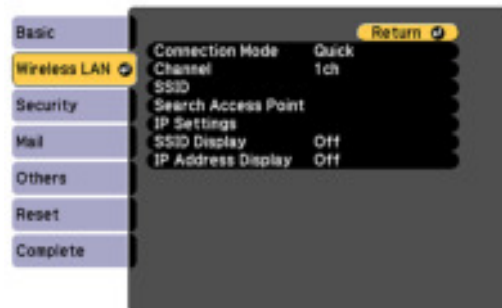 Basic
Wireless LAN
Security
Mail
Others
Reset
Complete
Return
Connection Mode Quick
Channel 1ch
SSID
Search Access Point
IP Settings
SSID Display Off
IP Address Display Off